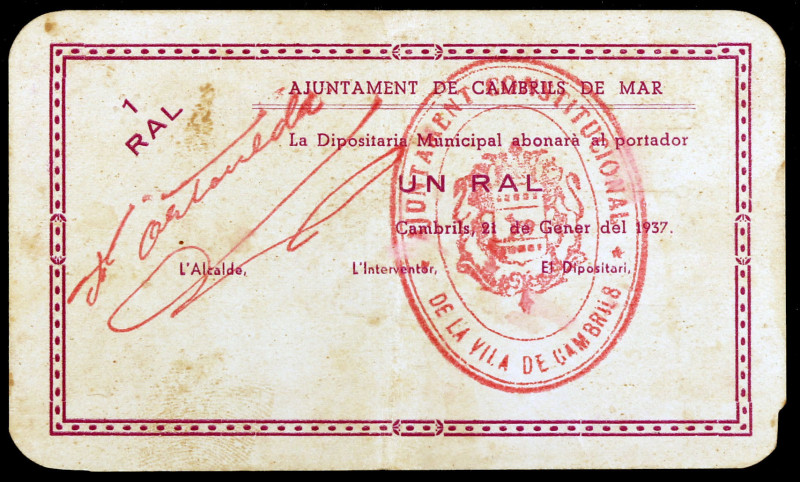 1
RAL
AJUNTAMENT DE CAMBRILS DE MAR
La Dipositaria Municipal abonarà al portador
UN RAL
Cambrils, 21 de Gener del 1937.
L'Alcalde, L'Interventor, El Dipositari,
AJUNTAMENT CONSTITUCIONAL
* DE LA VILA DE CAMBRILS *